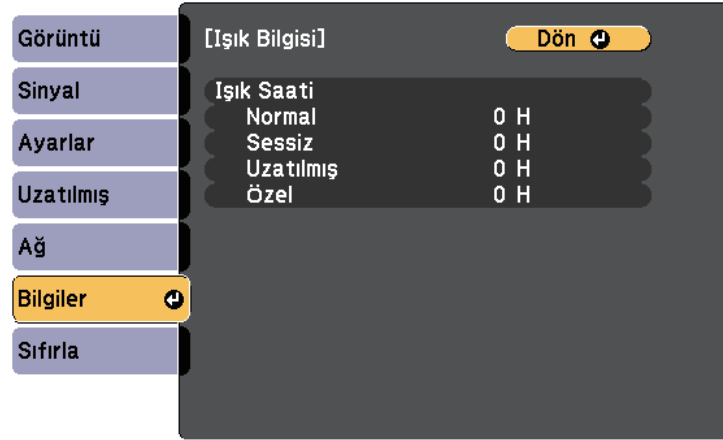 Görüntü
Sinyal
Ayarlar
Uzatılmış
Ağ
Bilgiler
Sıfırla
[Işık Bilgisi] Dön
Işık Saati
Normal 0 H
Sessiz 0 H
Uzatılmış 0 H
Özel 0 H